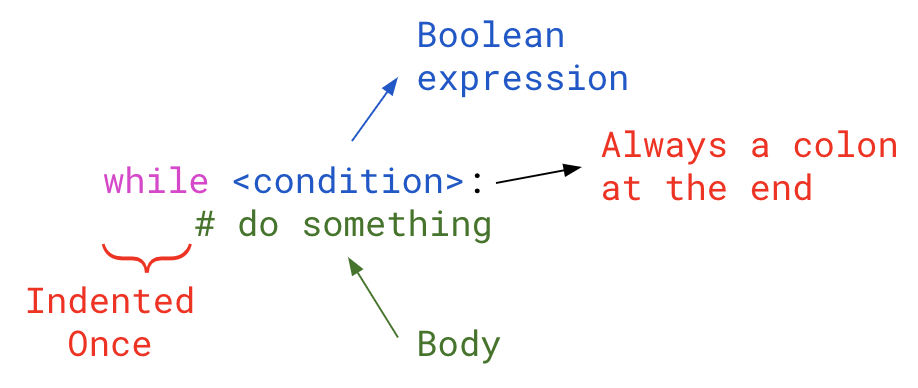 Boolean
expression
Always a colon
at the end
while <condition>:
# do something
Indented
Once
Body